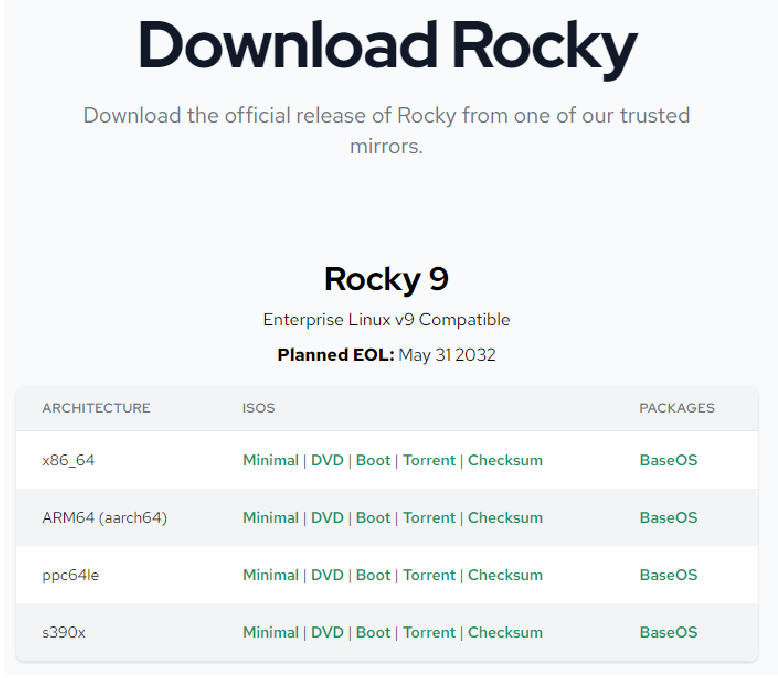 Download Rocky
Download the official release of Rocky from one of our trusted
mirrors.
Rocky 9
Enterprise Linux v9 Compatible
Planned EOL: May 31 2032
ARCHITECTURE ISOS PACKAGES
x86_64 Minimal | DVD | Boot | Torrent | Checksum BaseOS
ARM64 (aarch64) Minimal | DVD | Boot | Torrent | Checksum BaseOS
ppc64le Minimal | DVD | Boot | Torrent | Checksum BaseOS
s390x Minimal | DVD | Boot | Torrent | Checksum BaseOS